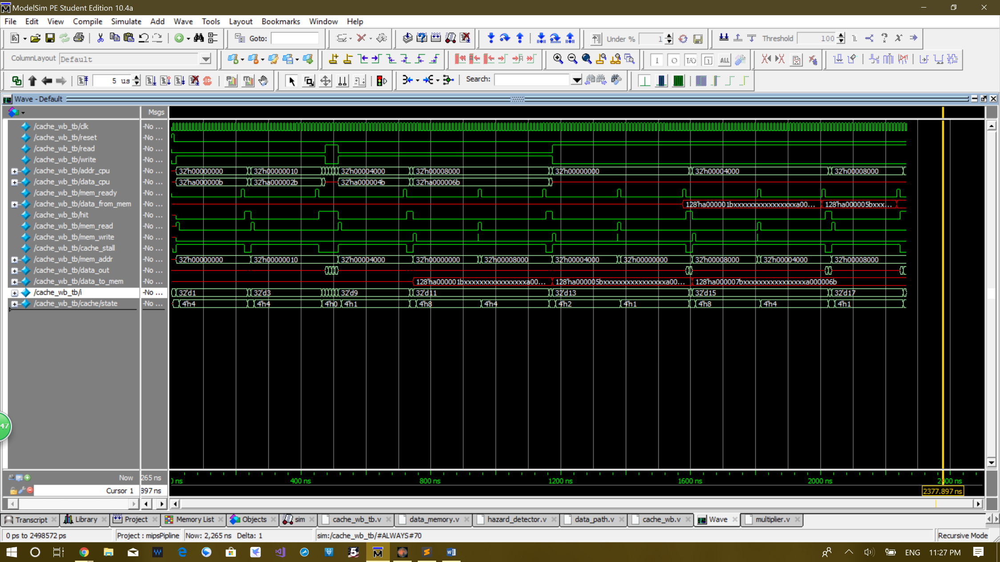 ModelSim PE Student Edition 10.4a
File Edit View Compile Simulate Add Wave Tools Layout Bookmarks Window Help
Goto: Under % 1 Threshold 100
ColumnLayout Default ALL
5 us Search:
Wave - Default
Msgs
/cache_wb_tb/clk -No ...
/cache_wb_tb/reset -No ...
/cache_wb_tb/read -No ...
/cache_wb_tb/write -No ...
/cache_wb_tb/addr_cpu -No ... 32'h00000000 32'h00000010 32'h00004000 32'h00008000 32'h00000000 32'h00004000 32'h00008000
/cache_wb_tb/data_cpu -No ... 32'ha000000b 32'ha000002b 32'ha000004b 32'ha000006b
/cache_wb_tb/mem_ready -No ...
/cache_wb_tb/data_from_mem -No ... 128'ha000001bxxxxxxxxxxxxxxxxa00... 128'ha000005bxxx...
/cache_wb_tb/hit -No ...
/cache_wb_tb/mem_read -No ...
/cache_wb_tb/mem_write -No ...
/cache_wb_tb/cache_stall -No ...
/cache_wb_tb/mem_addr -No ... 32'h00000000 32'h00000010 32'h00004000 32'h00000000 32'h00008000 32'h00004000 32'h00000000 32'h00008000 32'h00004000 32'h00008000
/cache_wb_tb/data_out -No ...
/cache_wb_tb/data_to_mem -No ... 128'ha000001bxxxxxxxxxxxxxxxxa00... 128'ha000005bxxxxxxxxxxxxxxxxa00... 128'ha000007bxxxxxxxxxxxxxxxxa000006b
/cache_wb_tb/i -No ... 32'd1 32'd3 32'd9 32'd11 32'd13 32'd15 32'd17
/cache_wb_tb/cache/state -No ... 4'h4 4'h4 4'h0 4'h1 4'h8 4'h4 4'h2 4'h1 4'h8 4'h4 4'h1
47
Now 265 ns
ns 400 ns 800 ns 1200 ns 1600 ns 2000 ns 2400 ns
Cursor 1 397 ns 2377.897 ns
Transcript Library Project Memory List Objects sim cache_wb_tb.v data_memory.v hazard_detector.v data_path.v cache_wb.v Wave multiplier.v
0 ps to 2498572 ps Project : mipsPipline Now: 2,265 ns Delta: 1 sim:/cache_wb_tb/#ALWAYS#70 Recursive Mode
ENG 11:27 PM